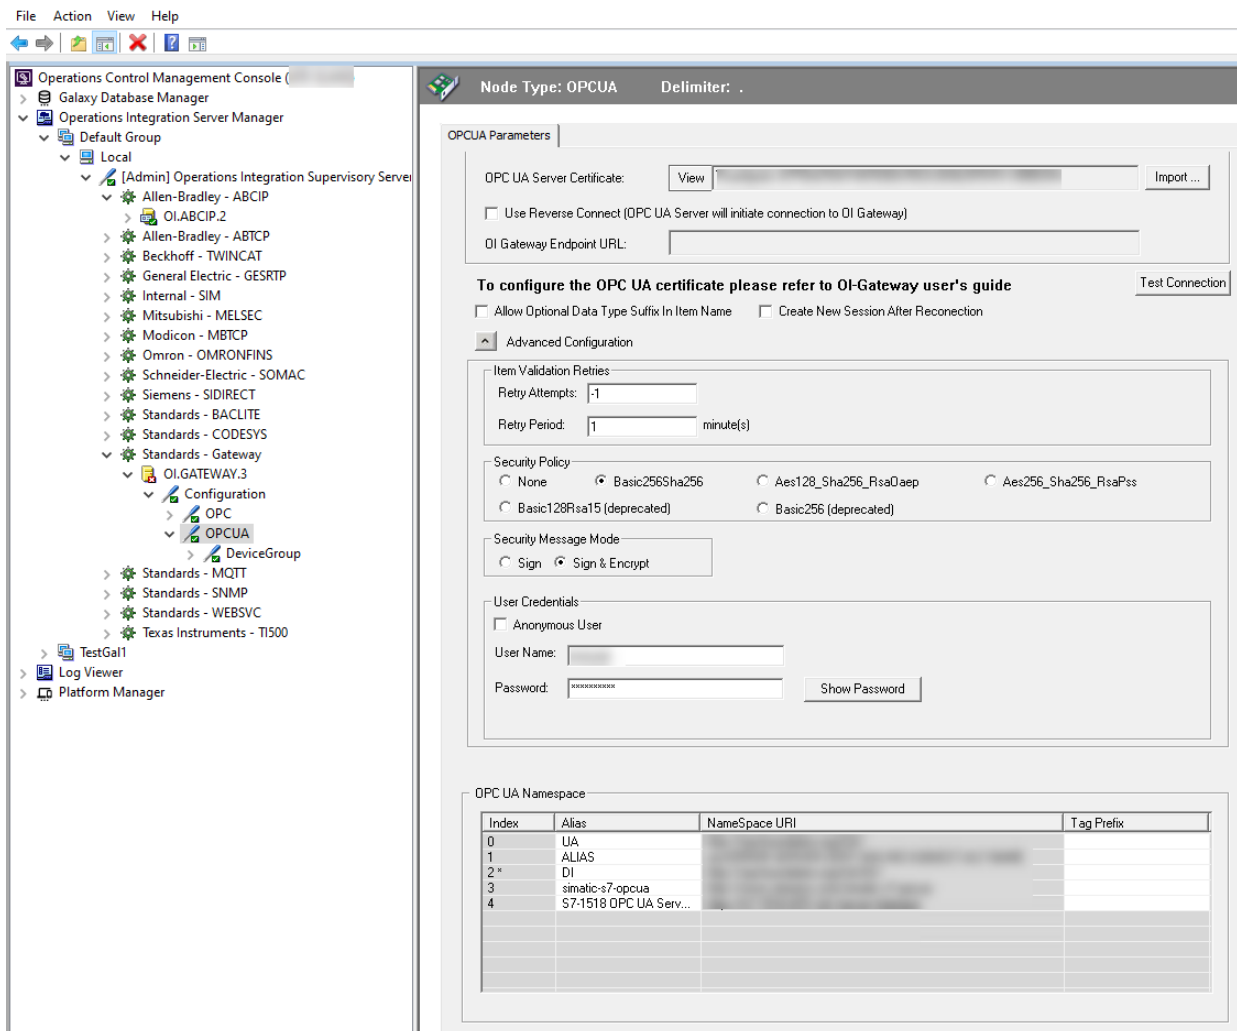 File Action View Help
Operations Control Management Console (
Galaxy Database Manager
Operations Integration Server Manager
Default Group
Local
[Admin] Operations Integration Supervisory Server
Allen-Bradley - ABCIP
OI.ABCIP.2
Allen-Bradley - ABTCP
Beckhoff - TWINCAT
General Electric - GESRTP
Internal - SIM
Mitsubishi - MELSEC
Modicon - MBTCP
Omron - OMRONFINS
Schneider-Electric - SOMAC
Siemens - SIDIRECT
Standards - BACLITE
Standards - CODESYS
Standards - Gateway
OI.GATEWAY.3
Configuration
OPC
OPCUA
DeviceGroup
Standards - MQTT
Standards - SNMP
Standards - WEBSVC
Texas Instruments - TI500
TestGal1
Log Viewer
Platform Manager
Node Type: OPCUA Delimiter: .
OPCUA Parameters
OPC UA Server Certificate: View Import ...
Use Reverse Connect (OPC UA Server will initiate connection to OI Gateway)
OI Gateway Endpoint URL:
To configure the OPC UA certificate please refer to OI-Gateway user's guide Test Connection
Allow Optional Data Type Suffix In Item Name Create New Session After Reconection
^ Advanced Configuration
Item Validation Retries
Retry Attempts: -1
Retry Period: 1 minute(s)
Security Policy
None Basic256Sha256 Aes128_Sha256_RsaOaep Aes256_Sha256_RsaPss
Basic128Rsa15 (deprecated) Basic256 (deprecated)
Security Message Mode
Sign Sign & Encrypt
User Credentials
Anonymous User
User Name:
Password: ********** Show Password
OPC UA Namespace
Index Alias NameSpace URI Tag Prefix
0 UA
1 ALIAS
2 * DI
3 simatic-s7-opcua
4 S7-1518 OPC UA Serv...